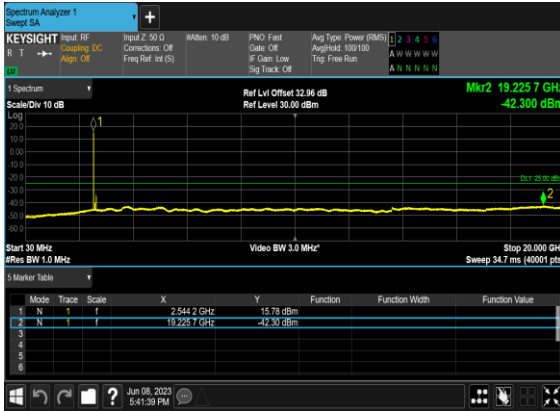 Spectrum Analyzer 1
Swept SA
+
KEYSIGHT Input: RF Input Z: 50 Ω #Atten: 10 dB PNO: Fast Avg Type: Power (RMS) 1 2 3 4 5 6
R T Coupling: DC Corrections: Off Gate: Off Avg|Hold: 100/100 A W W W W W
Align: Off Freq Ref: Int (S) IF Gain: Low Trig: Free Run
Sig Track: Off A N N N N N
1 Spectrum
Ref Lvl Offset 32.96 dB Mkr2 19.225 7 GHz
Scale/Div 10 dB Ref Level 30.00 dBm -42.300 dBm
Log
20.0
10.0
0.00
-10.0
-20.0
-30.0
-40.0
-50.0
-60.0
1
DL1 -25.00 dBm
2
Start 30 MHz Video BW 3.0 MHz* Stop 20.000 GHz
#Res BW 1.0 MHz Sweep 34.7 ms (40001 pts)
5 Marker Table
Mode Trace Scale X Y Function Function Width Function Value
1 N 1 f 2.544 2 GHz 15.78 dBm
2 N 1 f 19.225 7 GHz -42.30 dBm
3
4
5
6
? Jun 08, 2023
5:41:39 PM